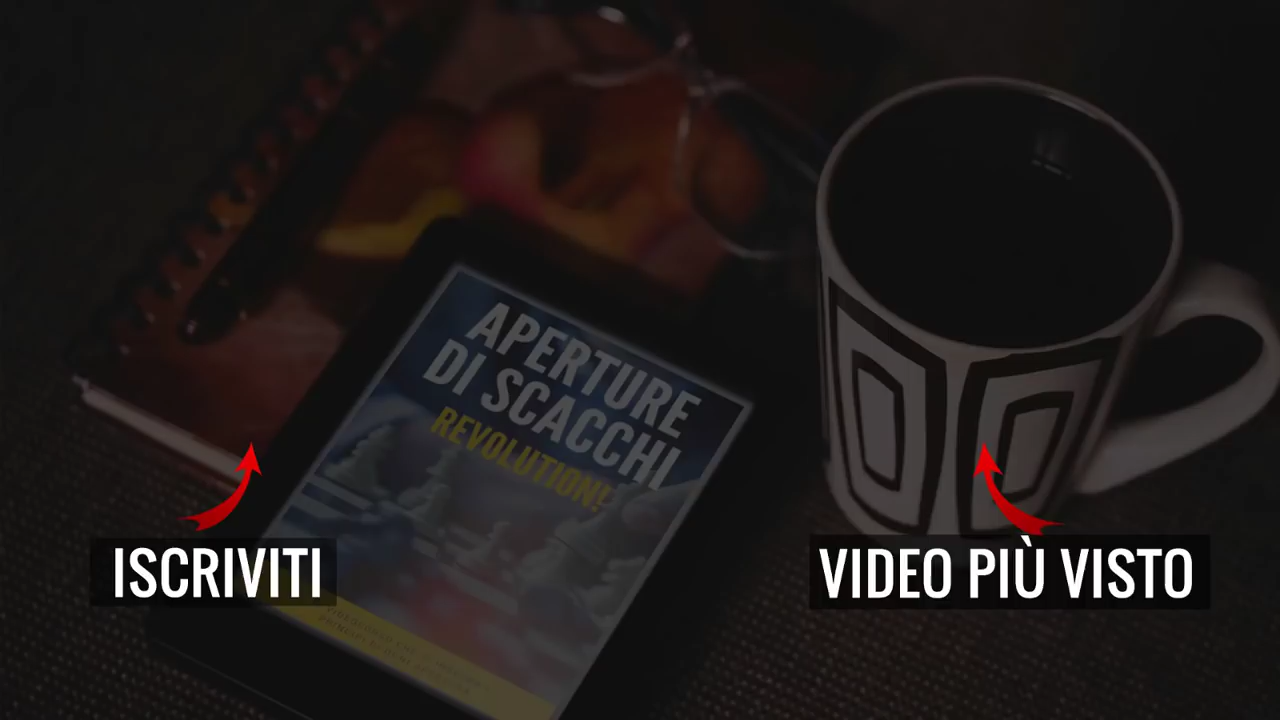 APERTURE
DI SCACCHI
REVOLUTION!
ISCRIVITI
VIDEO PIÙ VISTO